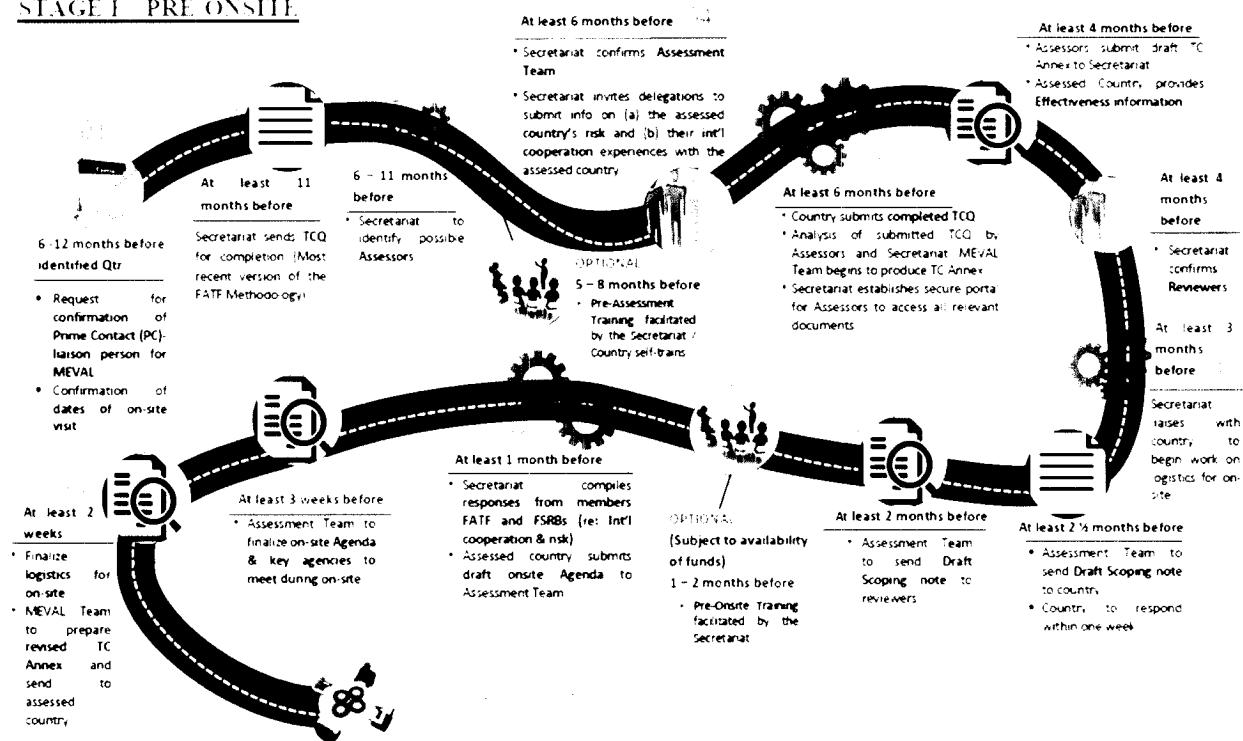 STAGE I PRE ONSITE
6 -12 months before
identified Qtr
• Request for
confirmation of
Prime Contact (PC)-
liaison person for
MEVAL
• Confirmation of
dates of on-site
visit
At least 11
months before
Secretariat sends TCQ
for completion (Most
recent version of the
FATF Methodology)
6 – 11 months
before
• Secretariat to
identify possible
Assessors
At least 6 months before
• Secretariat confirms Assessment
Team
• Secretariat invites delegations to
submit info on (a) the assessed
country's risk and (b) their int'l
cooperation experiences with the
assessed country
OPTIONAL
5 – 8 months before
• Pre-Assessment
Training facilitated
by the Secretariat /
Country self-trains
At least 6 months before
• Country submits completed TCQ
• Analysis of submitted TCQ by
Assessors and Secretariat MEVAL
Team begins to produce TC Annex
• Secretariat establishes secure portal
for Assessors to access all relevant
documents
At least 4 months before
• Assessors submit draft TC
Annex to Secretariat
• Assessed Country provides
Effectiveness information
At least 4
months
before
• Secretariat
confirms
Reviewers
At least 3
months
before
Secretariat
liaises with
country to
begin work on
logistics for on-
site
At least 2 ½ months before
• Assessment Team to
send Draft Scoping note
to country
• Country to respond
within one week
At least 2 months before
• Assessment Team
to send Draft
Scoping note to
reviewers
OPTIONAL
(Subject to availability
of funds)
1 – 2 months before
• Pre-Onsite Training
facilitated by the
Secretariat
At least 1 month before
• Secretariat compiles
responses from members
FATF and FSRBs (re: Int'l
cooperation & risk)
• Assessed country submits
draft onsite Agenda to
Assessment Team
At least 3 weeks before
• Assessment Team to
finalize on-site Agenda
& key agencies to
meet during on-site
At least 2
weeks
• Finalize
logistics for
on-site
• MEVAL Team
to prepare
revised TC
Annex and
send to
assessed
country